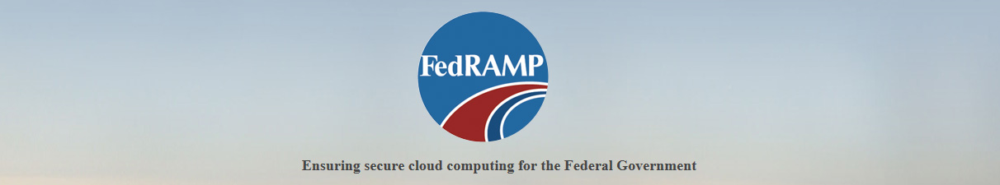 FedRAMP
Ensuring secure cloud computing for the Federal Government